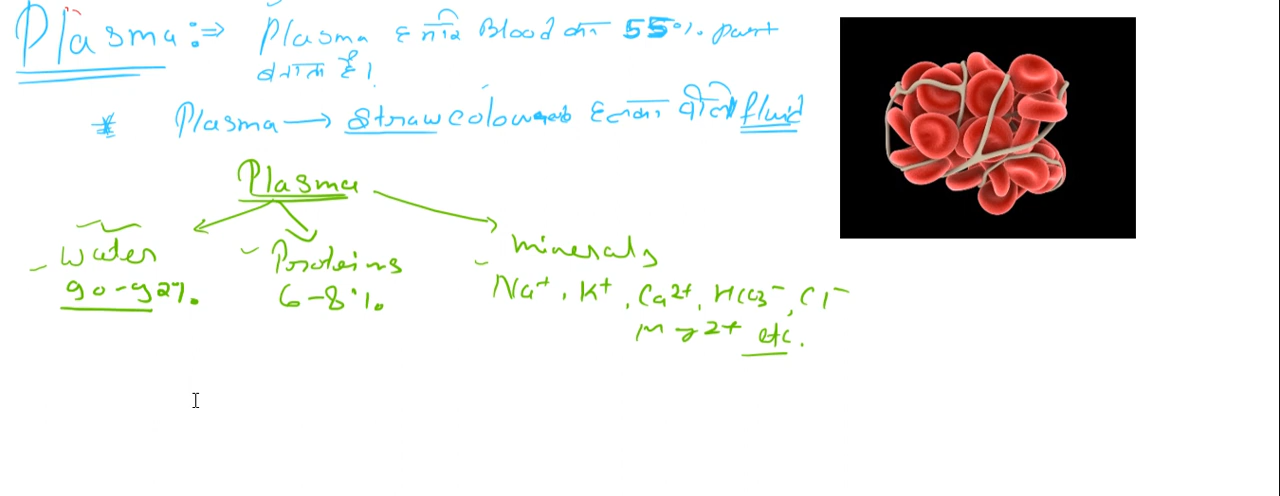 Plasma :⇒ Plasma हमारे Blood का 55% part
बनाता है।
* Plasma → straw coloured हल्का पीला fluid
Plasma
Water Proteins minerals
90-92%. 6-8%. Na⁺, K⁺, Ca²⁺, HCO₃⁻, Cl⁻
Mg²⁺ etc.